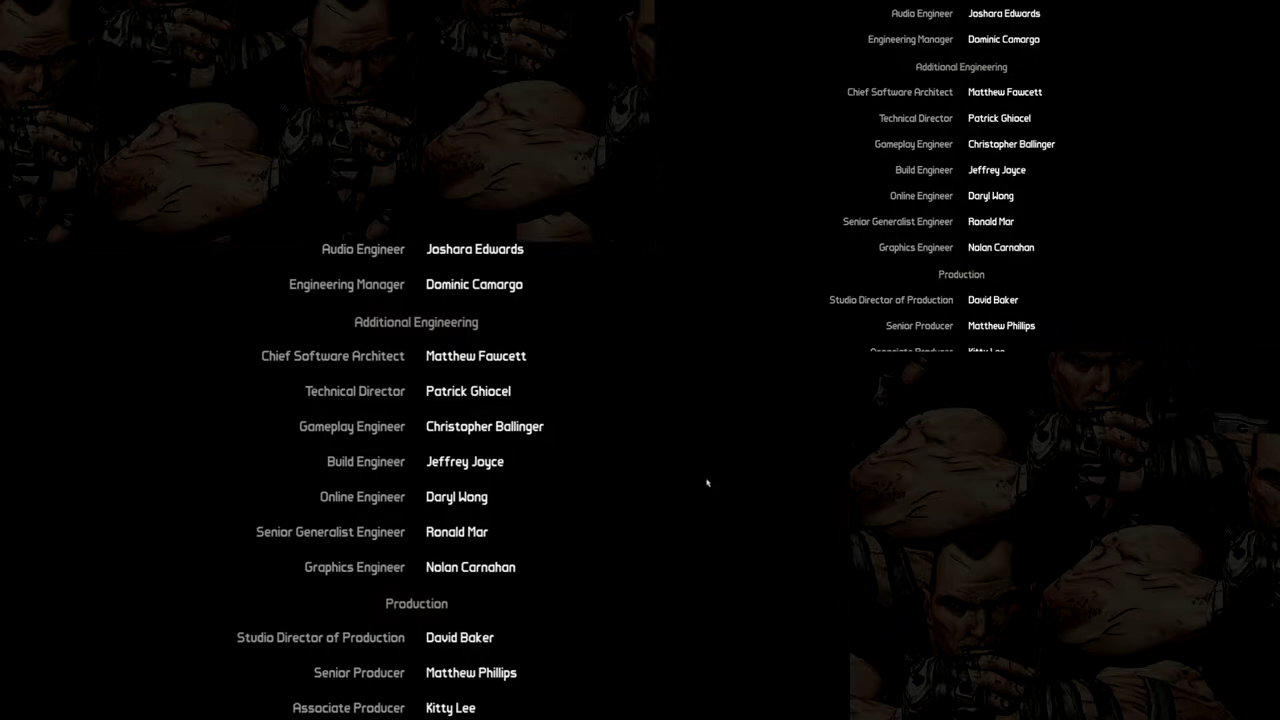 Audio Engineer Joshara Edwards
Engineering Manager Dominic Camargo
Additional Engineering
Chief Software Architect Matthew Fawcett
Technical Director Patrick Ghiocel
Gameplay Engineer Christopher Ballinger
Build Engineer Jeffrey Joyce
Online Engineer Daryl Wong
Senior Generalist Engineer Ronald Mar
Graphics Engineer Nolan Carnahan
Production
Studio Director of Production David Baker
Senior Producer Matthew Phillips
Associate Producer Kitty Lee
Audio Engineer Joshara Edwards
Engineering Manager Dominic Camargo
Additional Engineering
Chief Software Architect Matthew Fawcett
Technical Director Patrick Ghiocel
Gameplay Engineer Christopher Ballinger
Build Engineer Jeffrey Joyce
Online Engineer Daryl Wong
Senior Generalist Engineer Ronald Mar
Graphics Engineer Nolan Carnahan
Production
Studio Director of Production David Baker
Senior Producer Matthew Phillips
Associate Producer Kitty Lee